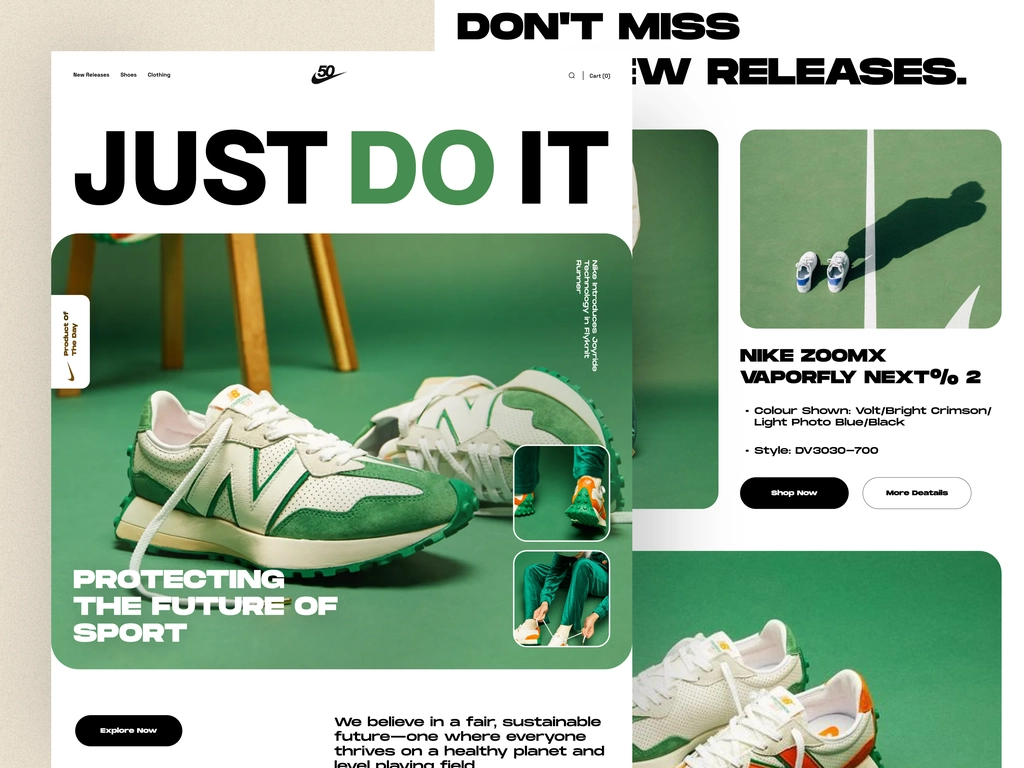 DON'T MISS
EW RELEASES.
New Releases Shoes Clothing
50
Cart (0)
JUST DO IT
Nike introduces Joyride
Technology in Flyknit
Runner
Product Of
The Day
N
PROTECTING
THE FUTURE OF
SPORT
Explore Now
We believe in a fair, sustainable
future—one where everyone
thrives on a healthy planet and
level playing field
NIKE ZOOMX
VAPORFLY NEXT% 2
• Colour Shown: Volt/Bright Crimson/
Light Photo Blue/Black
• Style: DV3030-700
Shop Now
More Deatails